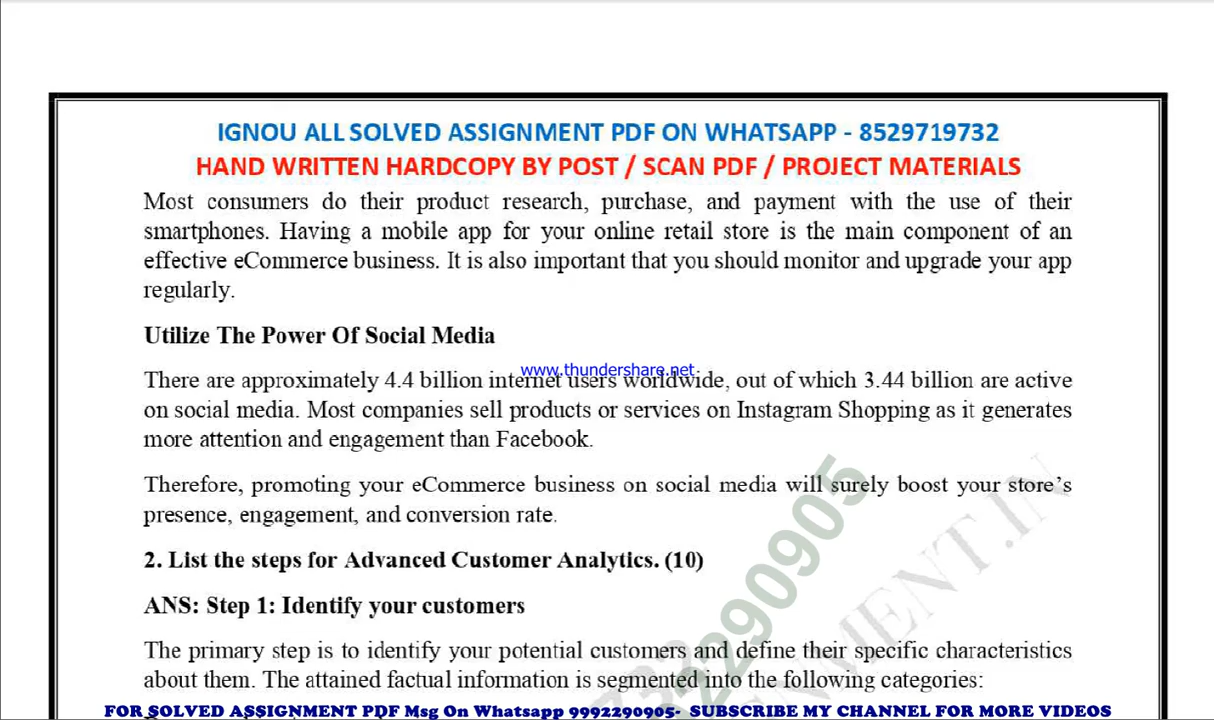 IGNOU ALL SOLVED ASSIGNMENT PDF ON WHATSAPP - 8529719732
HAND WRITTEN HARDCOPY BY POST / SCAN PDF / PROJECT MATERIALS
Most consumers do their product research, purchase, and payment with the use of their
smartphones. Having a mobile app for your online retail store is the main component of an
effective eCommerce business. It is also important that you should monitor and upgrade your app
regularly.
Utilize The Power Of Social Media
www.thundershare.net
There are approximately 4.4 billion internet users worldwide, out of which 3.44 billion are active
on social media. Most companies sell products or services on Instagram Shopping as it generates
more attention and engagement than Facebook.
Therefore, promoting your eCommerce business on social media will surely boost your store's
presence, engagement, and conversion rate.
2. List the steps for Advanced Customer Analytics. (10)
ANS: Step 1: Identify your customers
The primary step is to identify your potential customers and define their specific characteristics
about them. The attained factual information is segmented into the following categories:
FOR SOLVED ASSIGNMENT PDF Msg On Whatsapp 9992290905- SUBSCRIBE MY CHANNEL FOR MORE VIDEOS